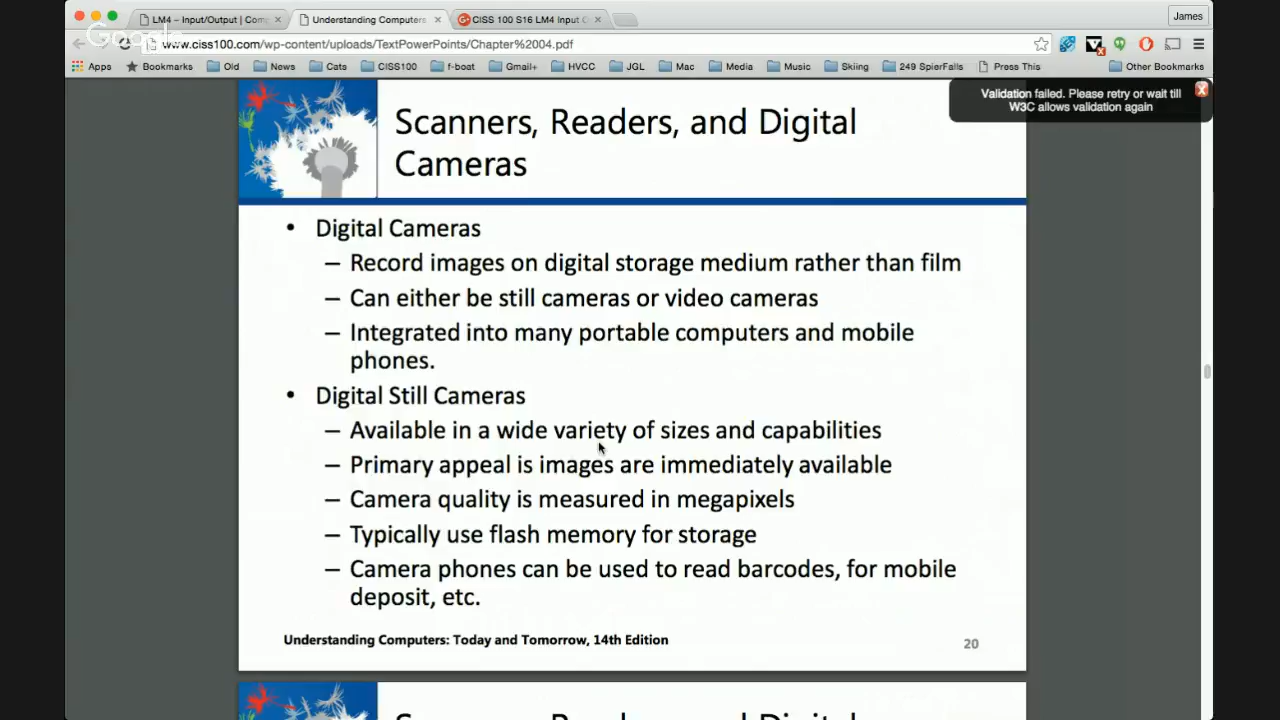 LM4 – Input/Output | Com
Understanding Computers
CISS 100 S16 LM4 Input
James
Google
www.ciss100.com/wp-content/uploads/TextPowerPoints/Chapter%2004.pdf
Apps Bookmarks Old News Cats CISS100 f-boat Gmail+ HVCC JGL Mac Media Music Skiing 249 SpierFalls Press This Other Bookmarks
Validation failed. Please retry or wait till
W3C allows validation again
Scanners, Readers, and Digital
Cameras
• Digital Cameras
– Record images on digital storage medium rather than film
– Can either be still cameras or video cameras
– Integrated into many portable computers and mobile
phones.
• Digital Still Cameras
– Available in a wide variety of sizes and capabilities
– Primary appeal is images are immediately available
– Camera quality is measured in megapixels
– Typically use flash memory for storage
– Camera phones can be used to read barcodes, for mobile
deposit, etc.
Understanding Computers: Today and Tomorrow, 14th Edition
20